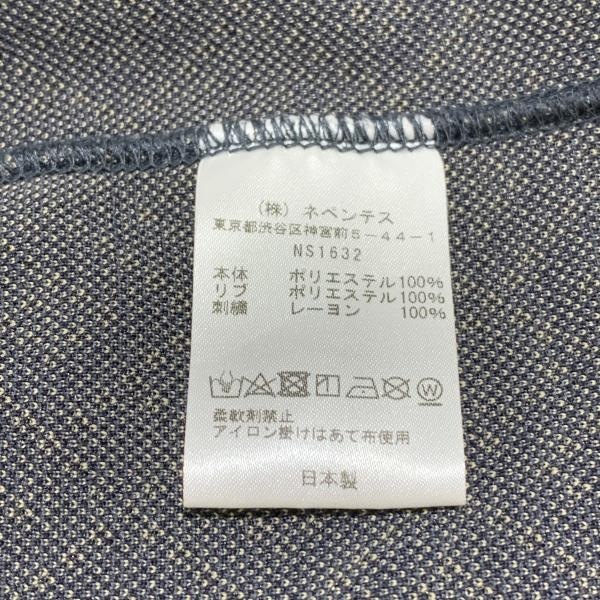 (株) ネペンテス
東京都渋谷区神宮前5-44-1
NS1632
本体 ポリエステル100%
リブ ポリエステル100%
刺繍 レーヨン 100%
柔軟剤禁止
アイロン掛けはあて布使用
日本製